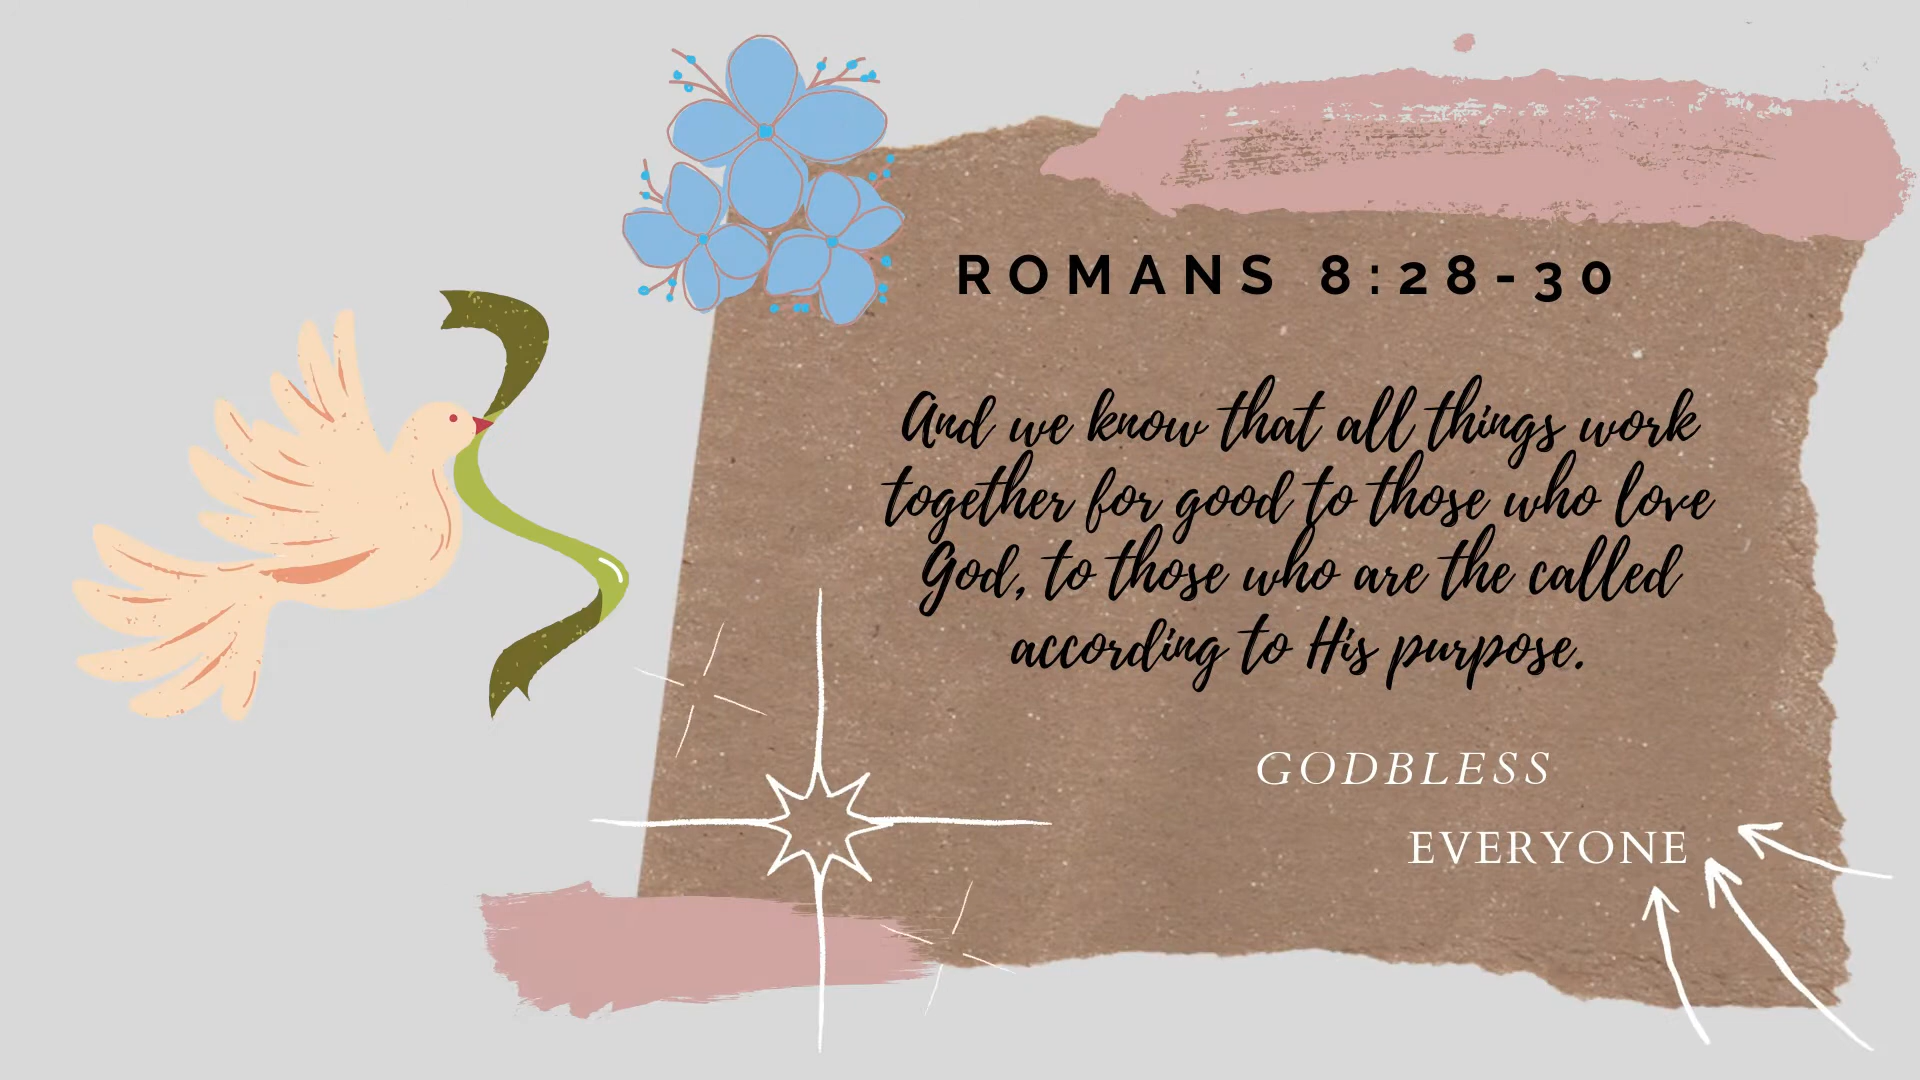 ROMANS 8:28-30
And we know that all things work
together for good to those who love
God, to those who are the called
according to His purpose.
GODBLESS
EVERYONE